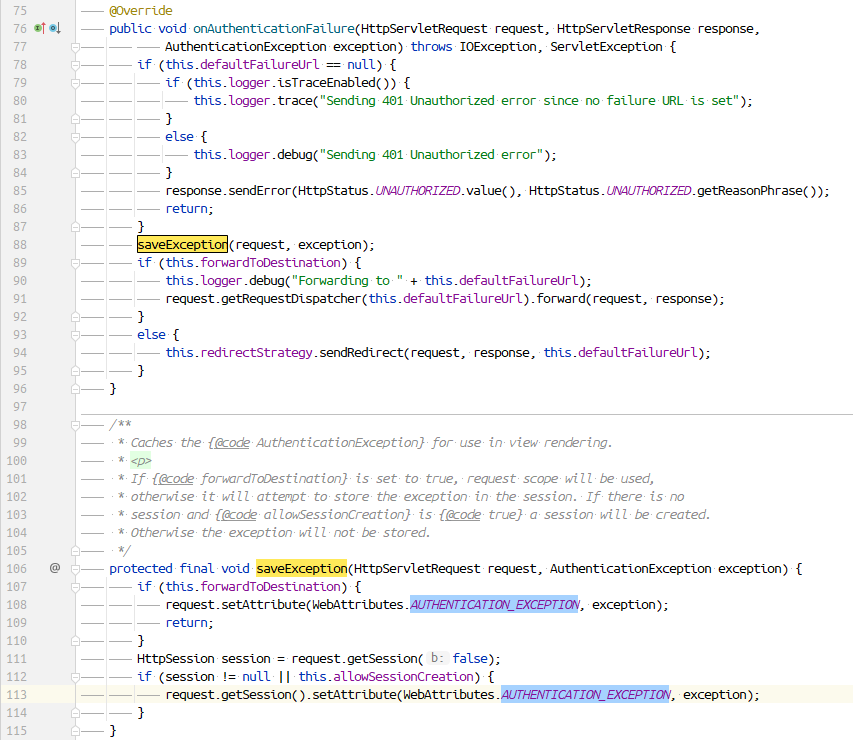 75 @Override
76 public void onAuthenticationFailure(HttpServletRequest request, HttpServletResponse response,
77 AuthenticationException exception) throws IOException, ServletException {
78 if (this.defaultFailureUrl == null) {
79 if (this.logger.isTraceEnabled()) {
80 this.logger.trace("Sending 401 Unauthorized error since no failure URL is set");
81 }
82 else {
83 this.logger.debug("Sending 401 Unauthorized error");
84 }
85 response.sendError(HttpStatus.UNAUTHORIZED.value(), HttpStatus.UNAUTHORIZED.getReasonPhrase());
86 return;
87 }
88 saveException(request, exception);
89 if (this.forwardToDestination) {
90 this.logger.debug("Forwarding to " + this.defaultFailureUrl);
91 request.getRequestDispatcher(this.defaultFailureUrl).forward(request, response);
92 }
93 else {
94 this.redirectStrategy.sendRedirect(request, response, this.defaultFailureUrl);
95 }
96 }
97
98 /**
99 * Caches the {@code AuthenticationException} for use in view rendering.
100 * <p>
101 * If {@code forwardToDestination} is set to true, request scope will be used,
102 * otherwise it will attempt to store the exception in the session. If there is no
103 * session and {@code allowSessionCreation} is {@code true} a session will be created.
104 * Otherwise the exception will not be stored.
105 */
106 @ protected final void saveException(HttpServletRequest request, AuthenticationException exception) {
107 if (this.forwardToDestination) {
108 request.setAttribute(WebAttributes.AUTHENTICATION_EXCEPTION, exception);
109 return;
110 }
111 HttpSession session = request.getSession( b: false);
112 if (session != null || this.allowSessionCreation) {
113 request.getSession().setAttribute(WebAttributes.AUTHENTICATION_EXCEPTION, exception);
114 }
115 }